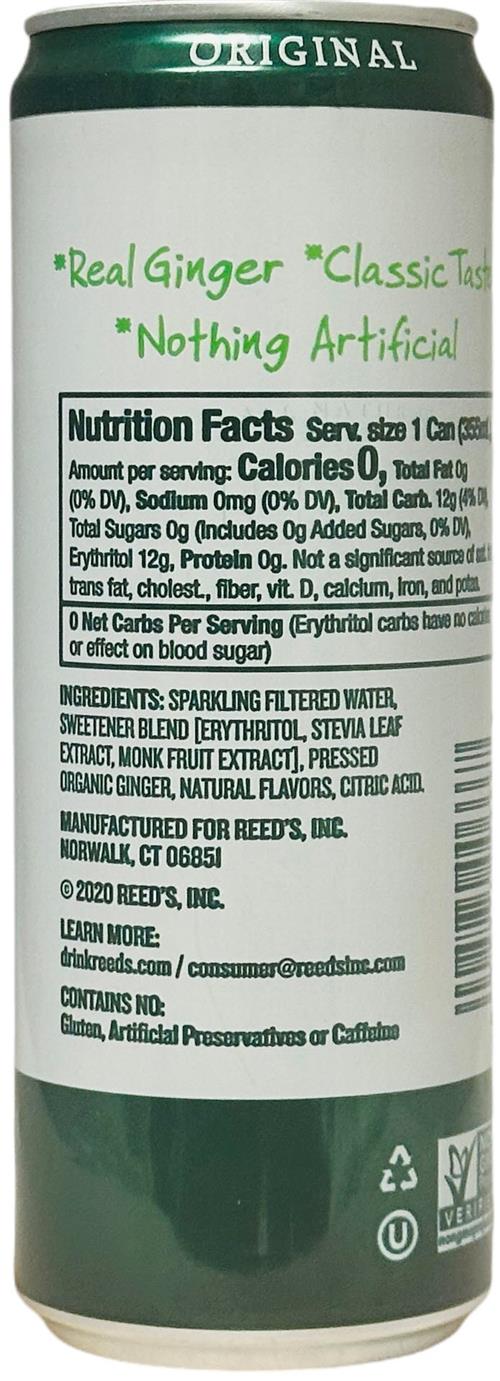 ORIGINAL
*Real Ginger *Classic Taste
*Nothing Artificial
Nutrition Facts Serv. size 1 Can (355mL
Amount per serving: Calories 0, Total Fat 0g
(0% DV), Sodium 0mg (0% DV), Total Carb. 12g (4% DV),
Total Sugars 0g (Includes 0g Added Sugars, 0% DV),
Erythritol 12g, Protein 0g. Not a significant source of sat.
trans fat, cholest., fiber, vit. D, calcium, iron, and potas.
0 Net Carbs Per Serving (Erythritol carbs have no
or effect on blood sugar)
INGREDIENTS: SPARKLING FILTERED WATER,
SWEETENER BLEND [ERYTHRITOL, STEVIA LEAF
EXTRACT, MONK FRUIT EXTRACT], PRESSED
ORGANIC GINGER, NATURAL FLAVORS, CITRIC ACID.
MANUFACTURED FOR REED'S, INC.
NORWALK, CT 06851
© 2020 REED'S, INC.
LEARN MORE:
drinkreeds.com / consumer@reedsinc.com
CONTAINS NO:
Gluten, Artificial Preservatives or Caffeine
U